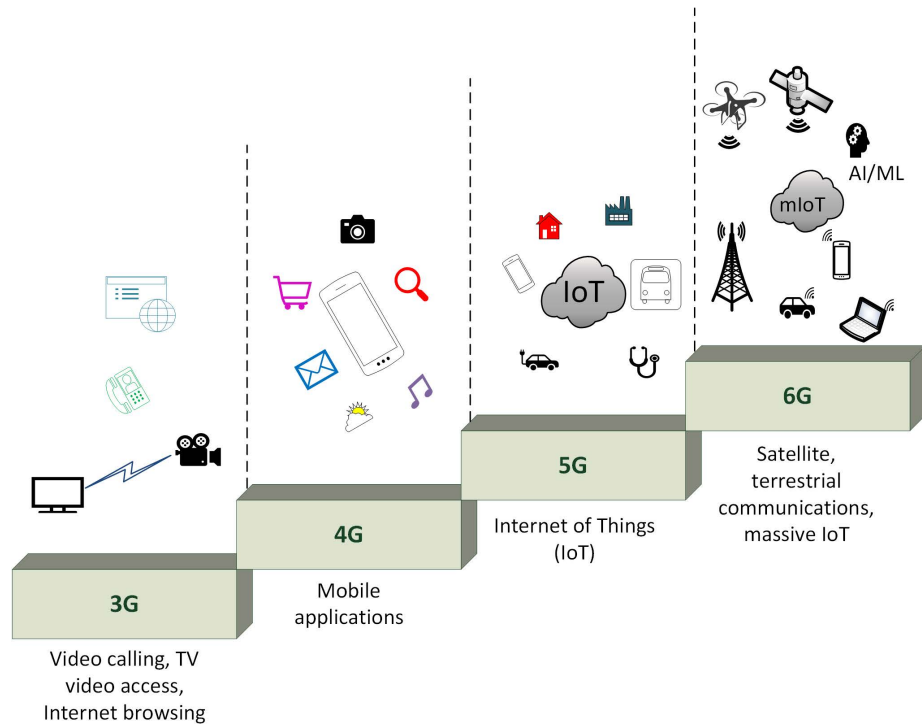 3G
Video calling, TV
video access,
Internet browsing
4G
Mobile
applications
IoT
5G
Internet of Things
(IoT)
AI/ML
mIoT
6G
Satellite,
terrestrial
communications,
massive IoT